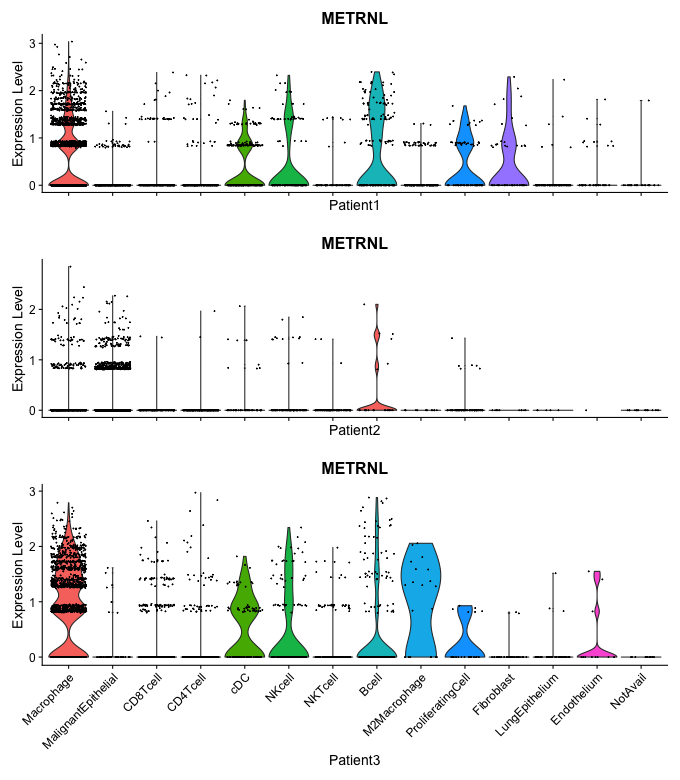 METRNL
Expression Level
3
2
1
0
Patient1
METRNL
Expression Level
2
1
0
Patient2
METRNL
Expression Level
3
2
1
0
Macrophage
MalignantEpithelial
CD8Tcell
CD4Tcell
cDC
NKcell
NKTcell
Bcell
M2Macrophage
ProliferatingCell
Fibroblast
LungEpithelium
Endothelium
NotAvail
Patient3